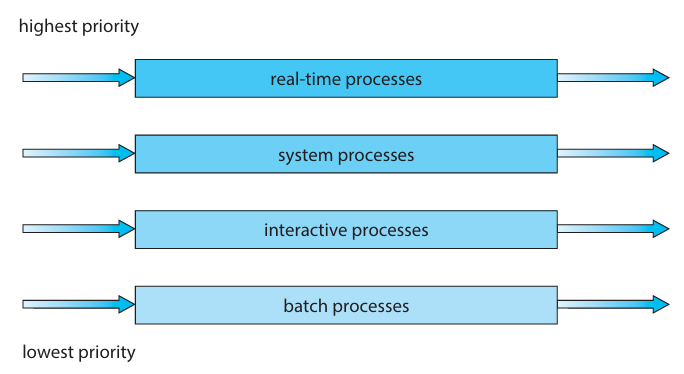 highest priority
real-time processes
system processes
interactive processes
batch processes
lowest priority